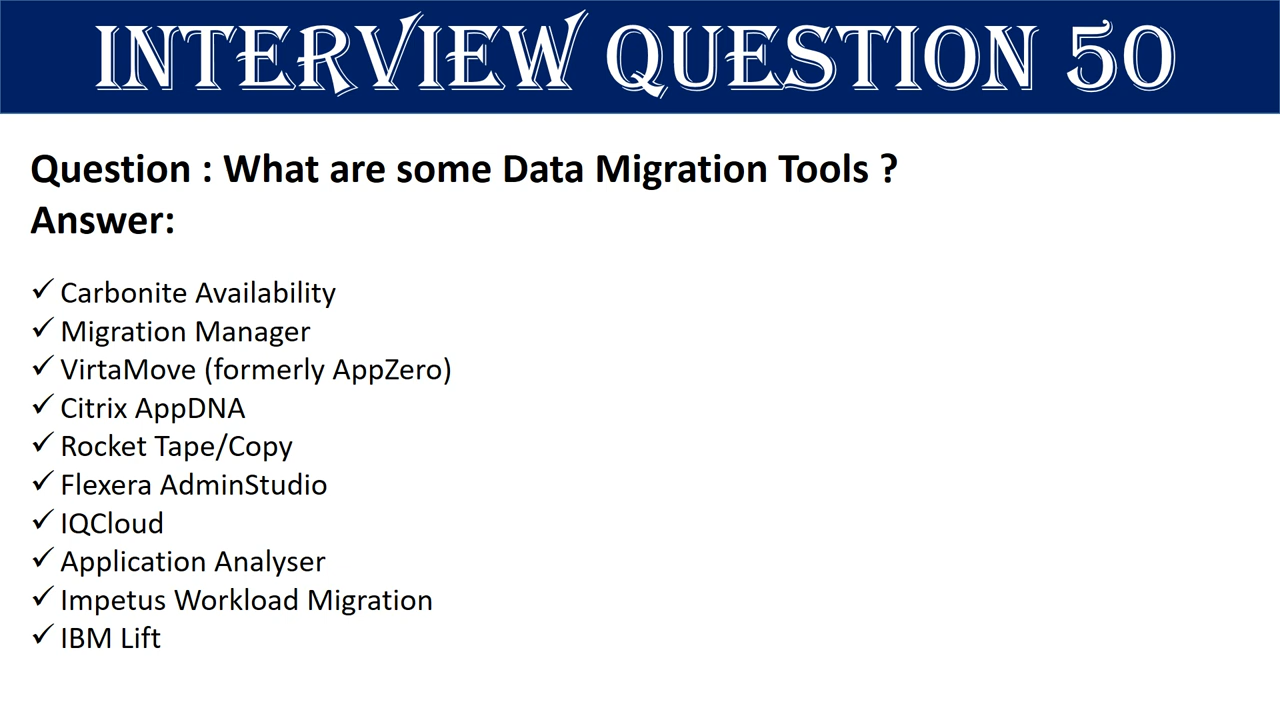 INTERVIEW QUESTION 50
Question : What are some Data Migration Tools ?
Answer:
✓ Carbonite Availability
✓ Migration Manager
✓ VirtaMove (formerly AppZero)
✓ Citrix AppDNA
✓ Rocket Tape/Copy
✓ Flexera AdminStudio
✓ IQCloud
✓ Application Analyser
✓ Impetus Workload Migration
✓ IBM Lift